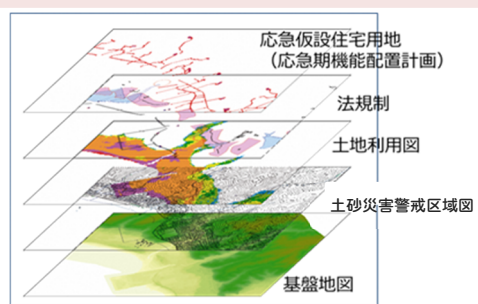 応急仮設住宅用地
（応急期機能配置計画）
法規制
土地利用図
土砂災害警戒区域図
基盤地図